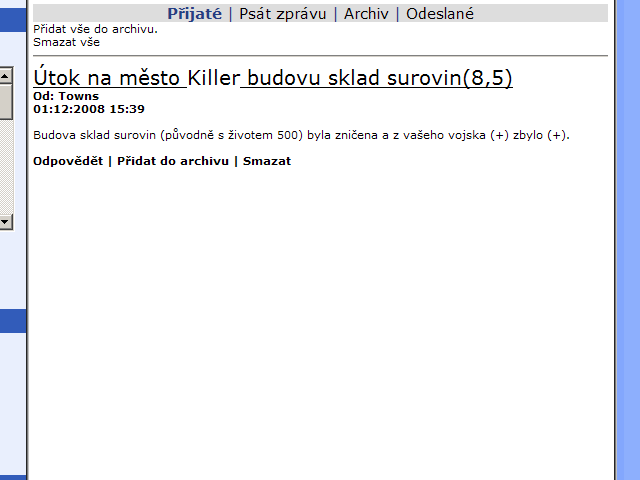 Přijaté | Psát zprávu | Archiv | Odeslané
Přidat vše do archivu.
Smazat vše
Útok na město Killer budovu sklad surovin(8,5)
Od: Towns
01:12:2008 15:39
Budova sklad surovin (původně s životem 500) byla zničena a z vašeho vojska (+) zbylo (+).
Odpovědět | Přidat do archivu | Smazat